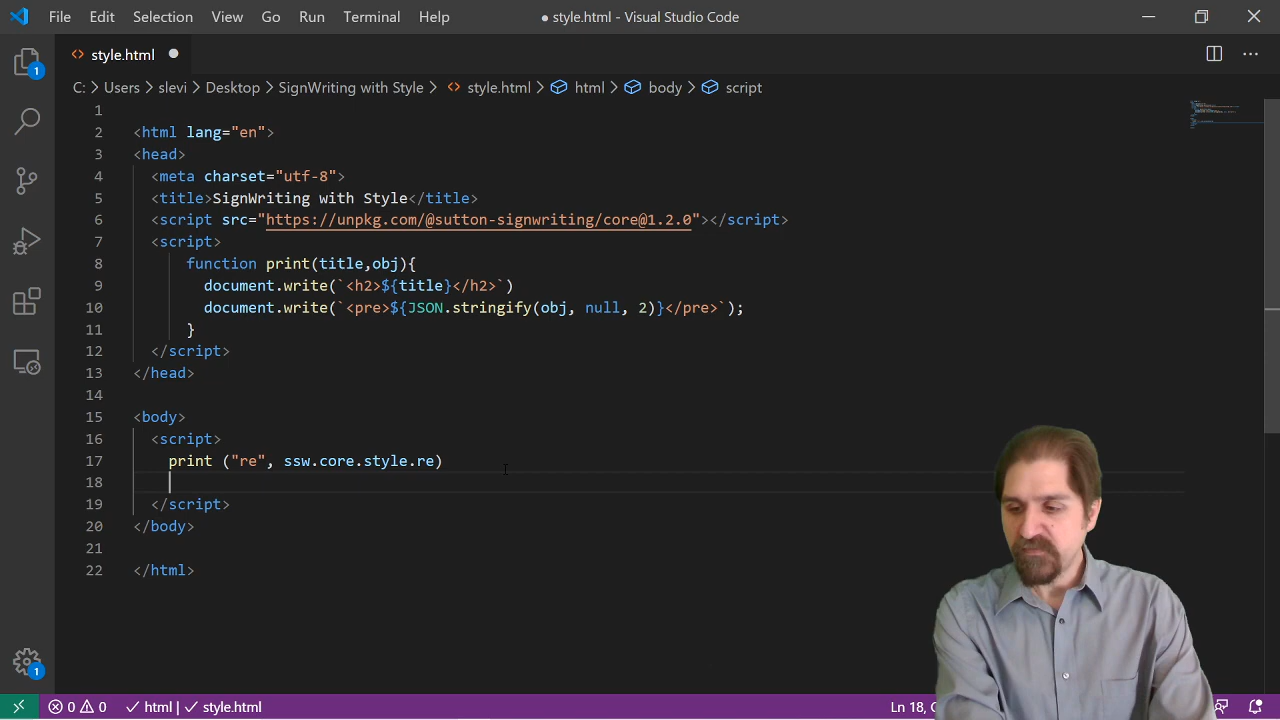 File Edit Selection View Go Run Terminal Help ● style.html - Visual Studio Code
style.html
C: > Users > slevi > Desktop > SignWriting with Style > style.html > html > body > script
1
2 <html lang="en">
3 <head>
4 <meta charset="utf-8">
5 <title>SignWriting with Style</title>
6 <script src="https://unpkg.com/@sutton-signwriting/core@1.2.0"></script>
7 <script>
8 function print(title,obj){
9 document.write(`<h2>${title}</h2>`)
10 document.write(`<pre>${JSON.stringify(obj, null, 2)}</pre>`);
11 }
12 </script>
13 </head>
14
15 <body>
16 <script>
17 print ("re", ssw.core.style.re)
18
19 </script>
20 </body>
21
22 </html>
1
1
0 0 html | style.html Ln 18,